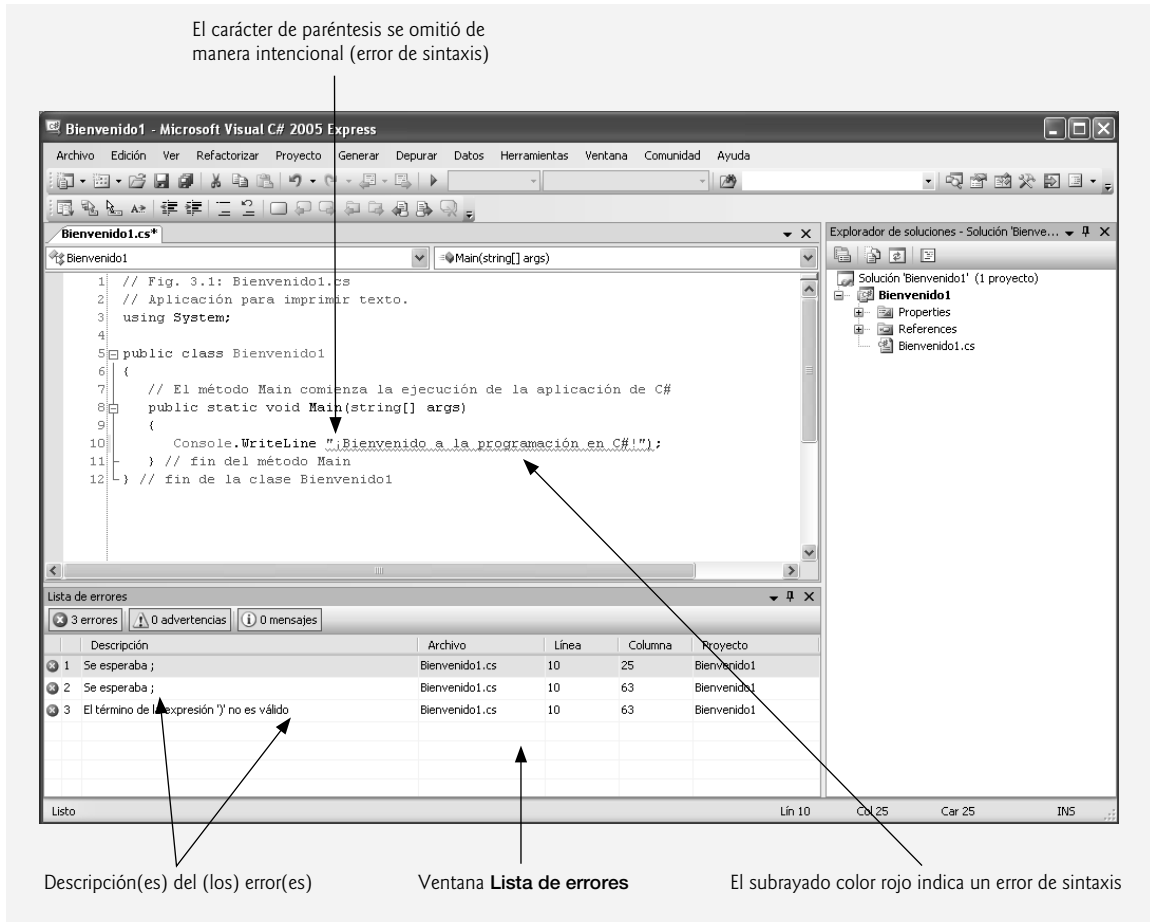 El carácter de paréntesis se omitió de
manera intencional (error de sintaxis)
Bienvenido1 - Microsoft Visual C# 2005 Express
Archivo Edición Ver Refactorizar Proyecto Generar Depurar Datos Herramientas Ventana Comunidad Ayuda
Bienvenido1.cs*
Explorador de soluciones - Solución 'Bienve...
Bienvenido1
Main(string[] args)
1 // Fig. 3.1: Bienvenido1.cs
2 // Aplicación para imprimir texto.
3 using System;
4
5 public class Bienvenido1
6 {
7 // El método Main comienza la ejecución de la aplicación de C#
8 public static void Main(string[] args)
9 {
10 Console.WriteLine "¡Bienvenido a la programación en C#!");
11 } // fin del método Main
12 } // fin de la clase Bienvenido1
Solución 'Bienvenido1' (1 proyecto)
Bienvenido1
Properties
References
Bienvenido1.cs
Lista de errores
3 errores 0 advertencias 0 mensajes
Descripción Archivo Línea Columna Proyecto
1 Se esperaba ; Bienvenido1.cs 10 25 Bienvenido1
2 Se esperaba ; Bienvenido1.cs 10 63 Bienvenido1
3 El término de la expresión ')' no es válido Bienvenido1.cs 10 63 Bienvenido1
Listo Lín 10 Col 25 Car 25 INS
Descripción(es) del (los) error(es)
Ventana Lista de errores
El subrayado color rojo indica un error de sintaxis